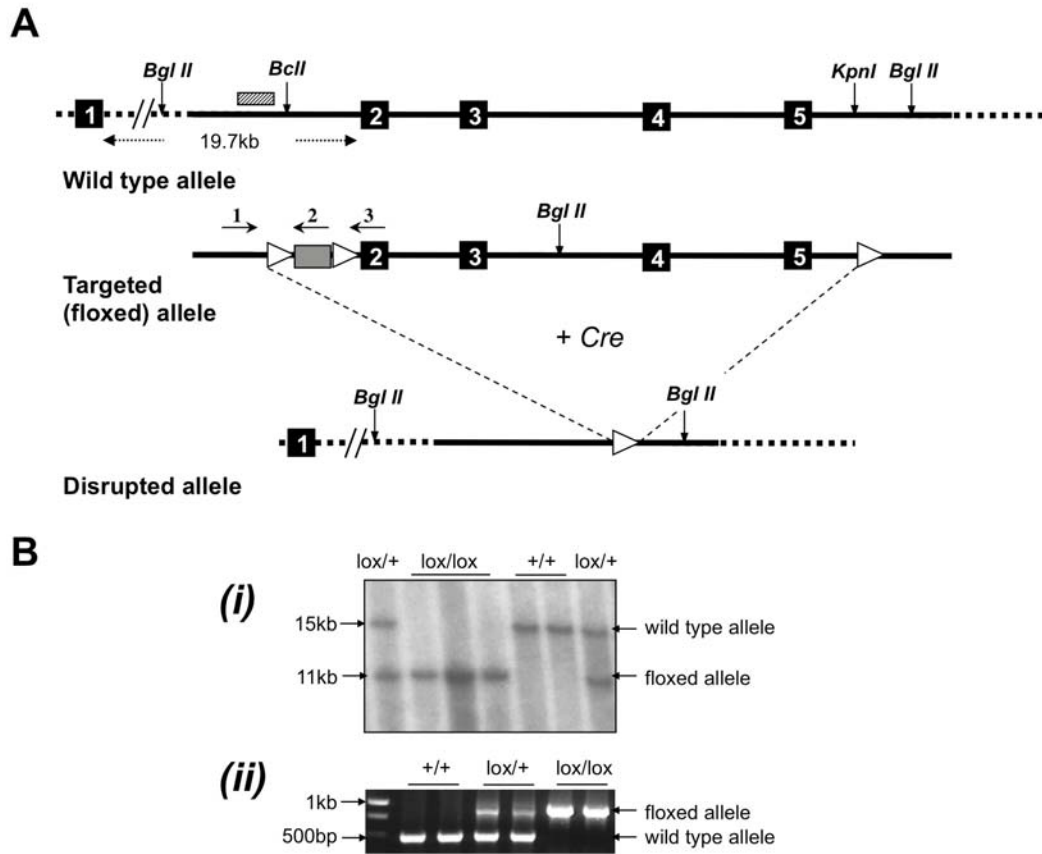 A
Bgl II BclI KpnI Bgl II
1 2 3 4 5
19.7kb
Wild type allele
1 2 3 Bgl II
2 3 4 5
Targeted
(floxed) allele
+ Cre
Bgl II Bgl II
1
Disrupted allele
B
lox/+ lox/lox +/+ lox/+
(i)
15kb wild type allele
11kb floxed allele
(ii)
+/+ lox/+ lox/lox
1kb floxed allele
500bp wild type allele